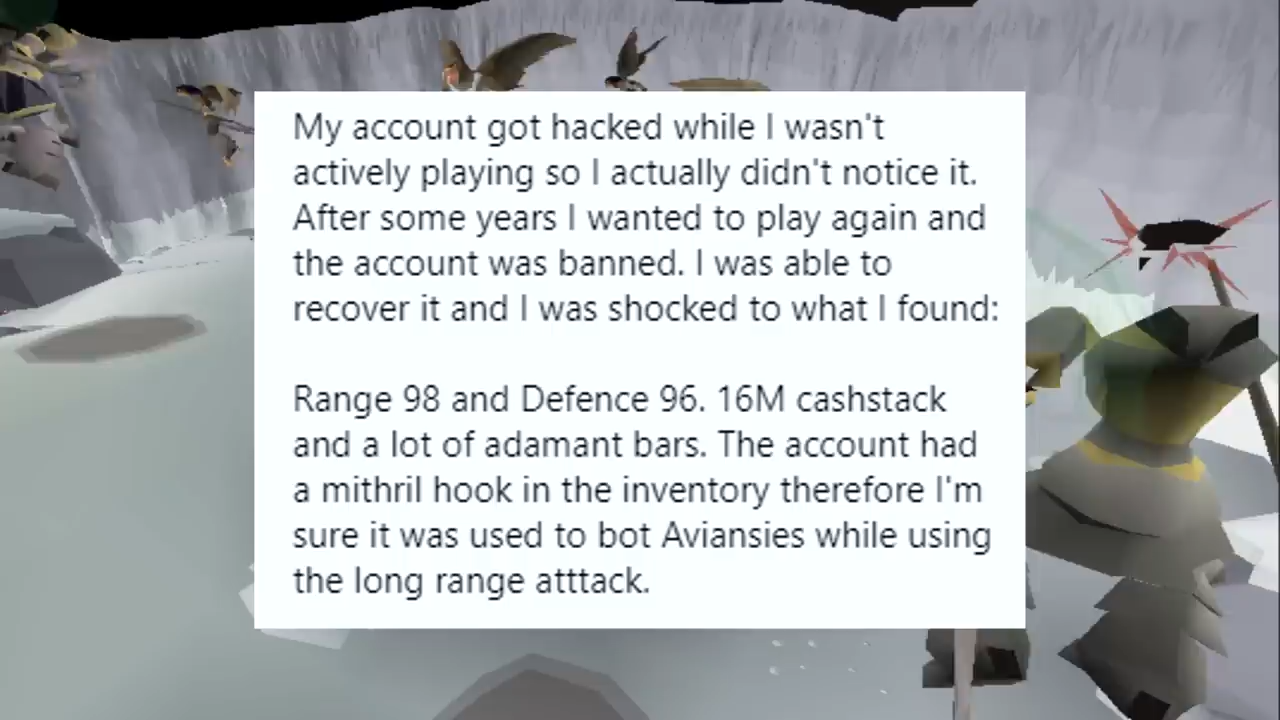 My account got hacked while I wasn't
actively playing so I actually didn't notice it.
After some years I wanted to play again and
the account was banned. I was able to
recover it and I was shocked to what I found:
Range 98 and Defence 96. 16M cashstack
and a lot of adamant bars. The account had
a mithril hook in the inventory therefore I'm
sure it was used to bot Aviansies while using
the long range atttack.